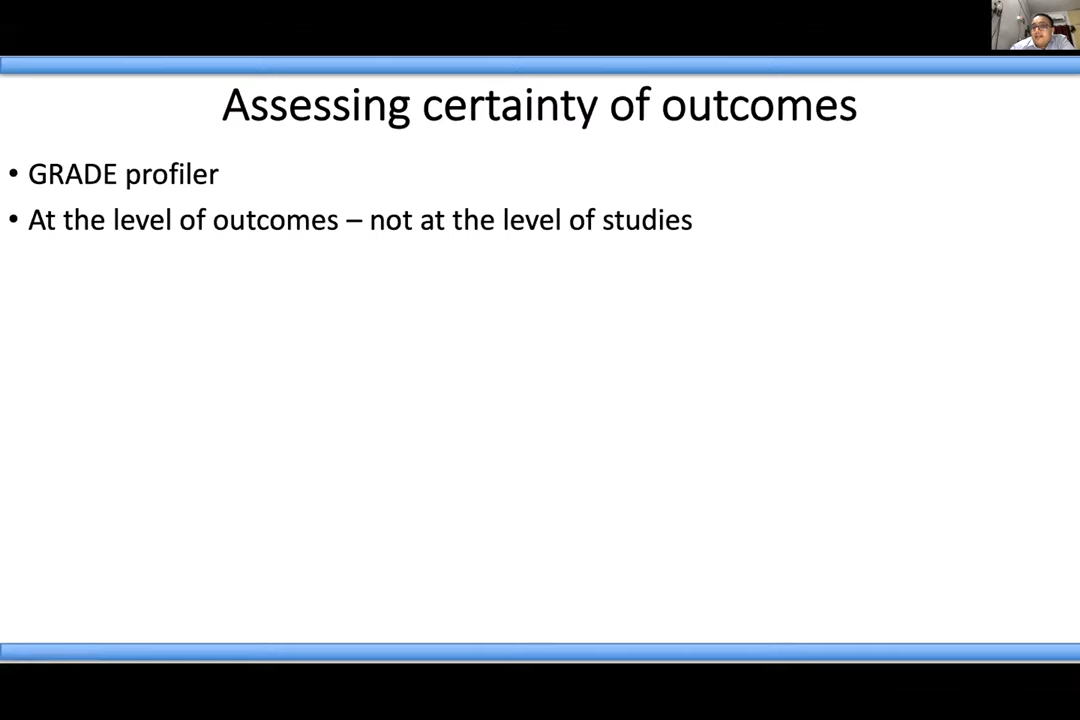 Assessing certainty of outcomes
• GRADE profiler
• At the level of outcomes – not at the level of studies